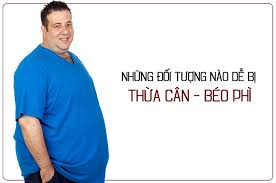 NHỮNG ĐỐI TƯỢNG NÀO DỄ BỊ
THỪA CÂN - BÉO PHÌ